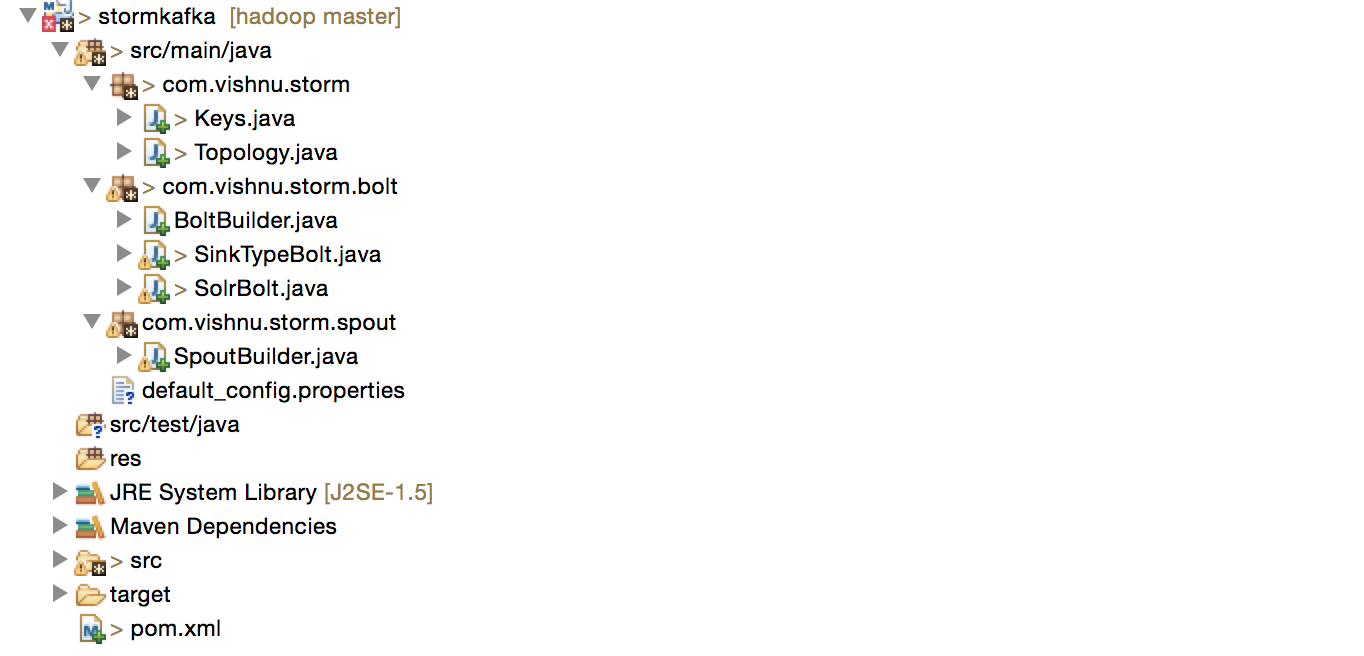 > stormkafka [hadoop master]
> src/main/java
> com.vishnu.storm
> Keys.java
> Topology.java
> com.vishnu.storm.bolt
BoltBuilder.java
> SinkTypeBolt.java
> SolrBolt.java
com.vishnu.storm.spout
SpoutBuilder.java
default_config.properties
src/test/java
res
JRE System Library [J2SE-1.5]
Maven Dependencies
> src
target
> pom.xml